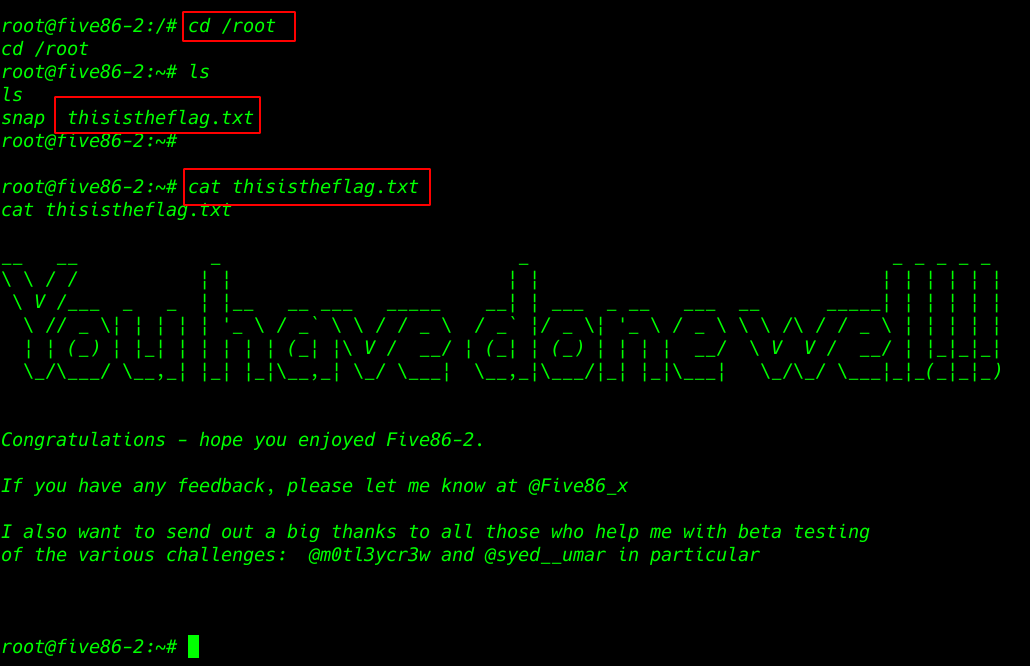 root@five86-2:/# cd /root
cd /root
root@five86-2:~# ls
ls
snap  thisistheflag.txt
root@five86-2:~#
root@five86-2:~# cat thisistheflag.txt
cat thisistheflag.txt
You have done well!!!
Congratulations - hope you enjoyed Five86-2.
If you have any feedback, please let me know at @Five86_x
I also want to send out a big thanks to all those who help me with beta testing
of the various challenges:  @m0tl3ycr3w and @syed__umar in particular
root@five86-2:~#